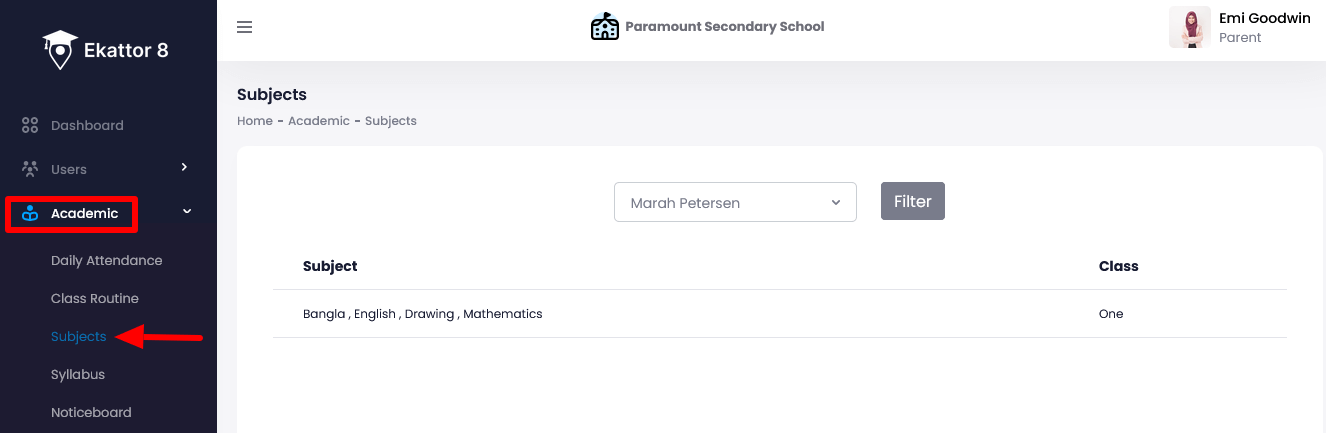 Ekattor 8
Dashboard
Users
Academic
Daily Attendance
Class Routine
Subjects
Syllabus
Noticeboard
Paramount Secondary School
Emi Goodwin
Parent
Subjects
Home - Academic - Subjects
Marah Petersen
Filter
Subject Class
Bangla , English , Drawing , Mathematics One